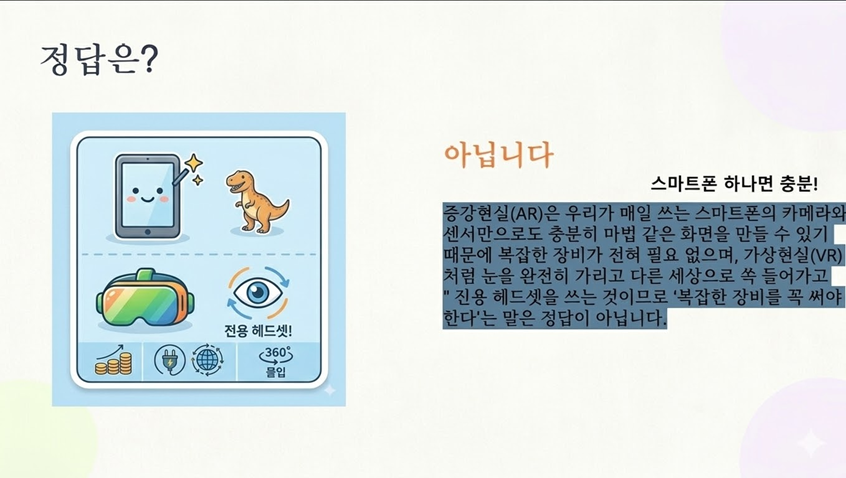 정답은?
아닙니다
스마트폰 하나면 충분!
증강현실(AR)은 우리가 매일 쓰는 스마트폰의 카메라와
센서만으로도 충분히 마법 같은 화면을 만들 수 있기
때문에 복잡한 장비가 전혀 필요 없으며, 가상현실(VR)
처럼 눈을 완전히 가리고 다른 세상으로 쏙 들어가고
" 진용 헤드셋을 쓰는 것이므로 '복잡한 장비를 꼭 써야
한다'는 말은 정답이 아닙니다.
전용 헤드셋!
360°
몰입